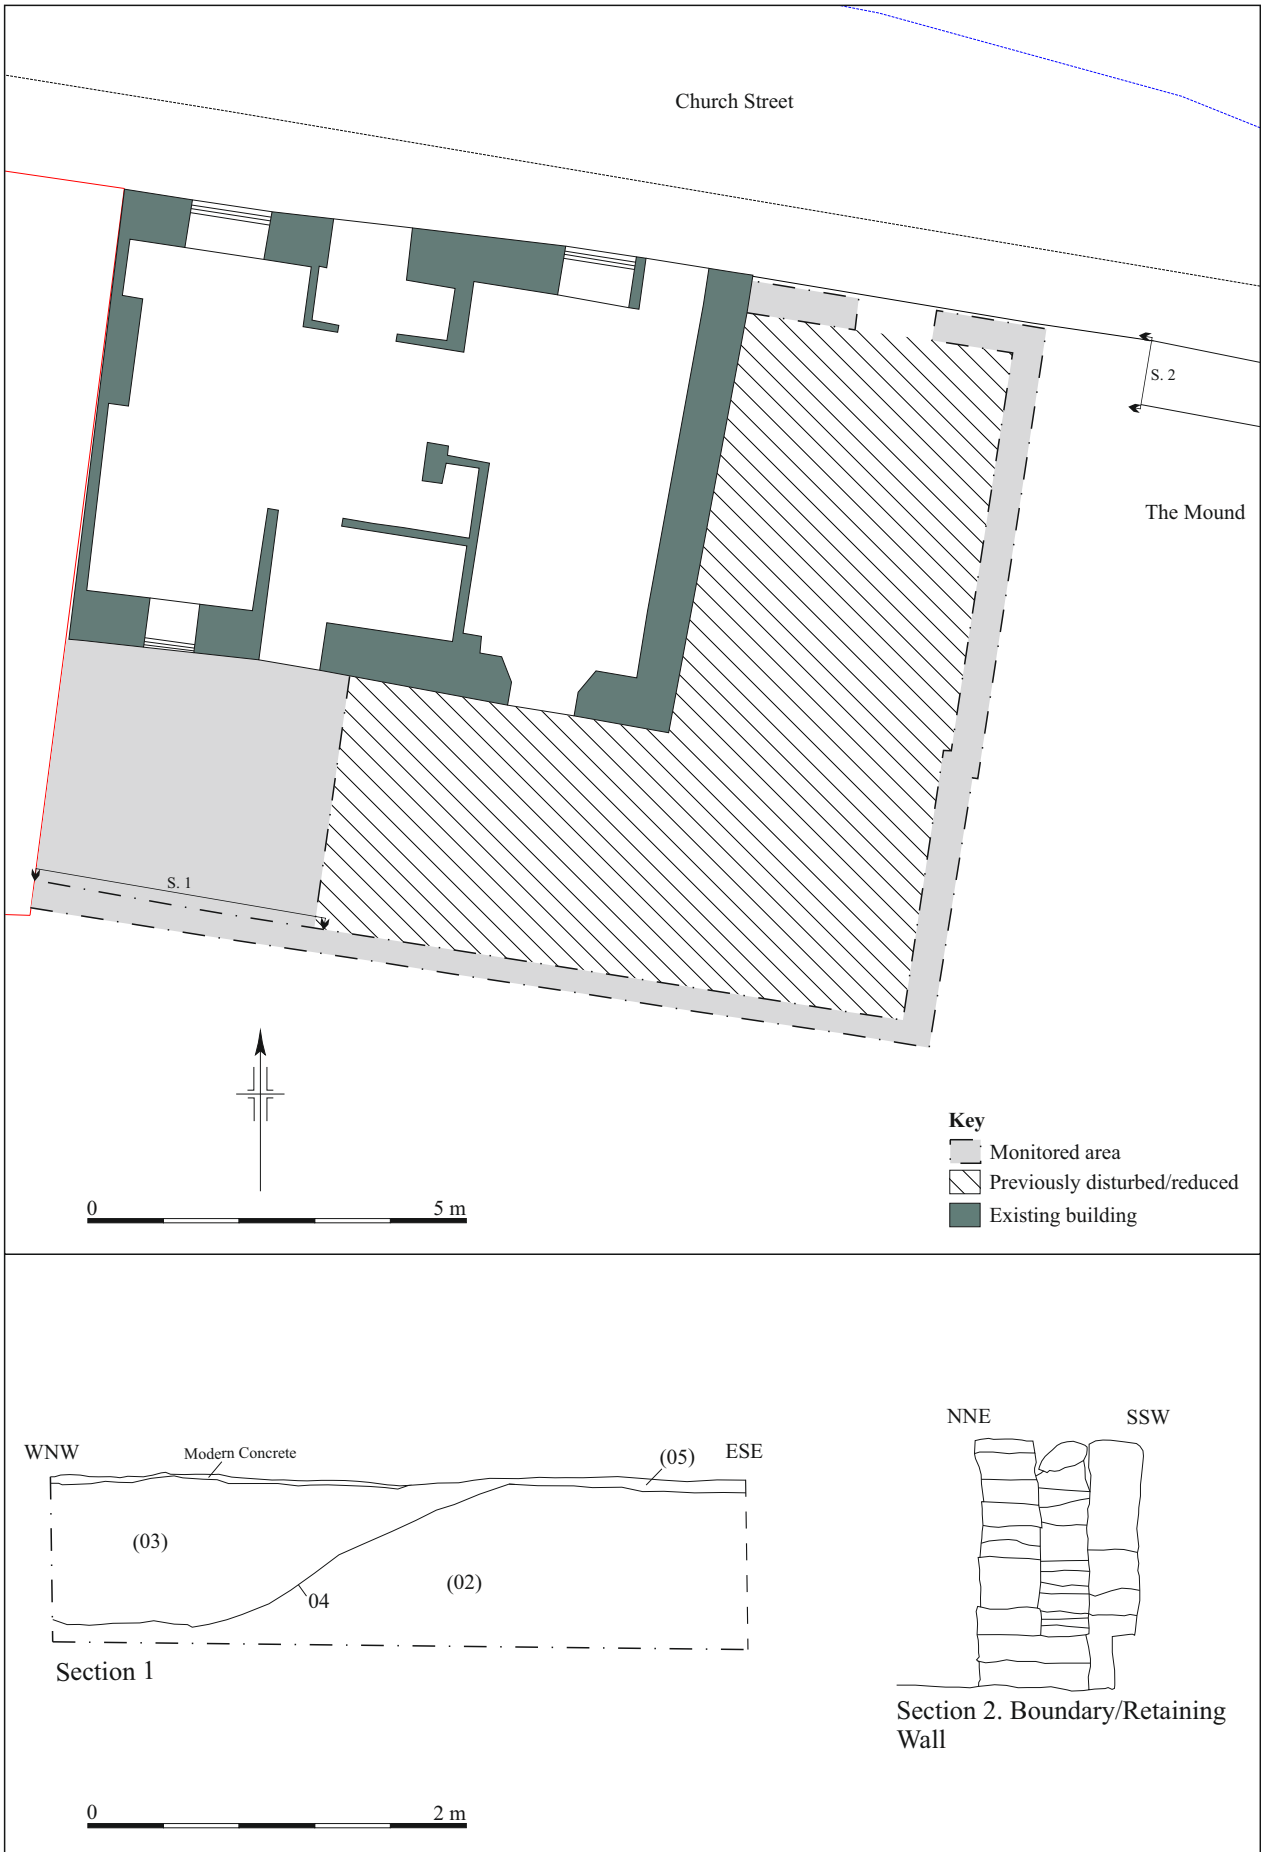 Church Street
S. 2
The Mound
S. 1
Key
Monitored area
Previously disturbed/reduced
Existing building
0 5 m
NNE SSW
WNW Modern Concrete (05) ESE
(03)
(02)
04
Section 1
Section 2. Boundary/Retaining
Wall
0 2 m